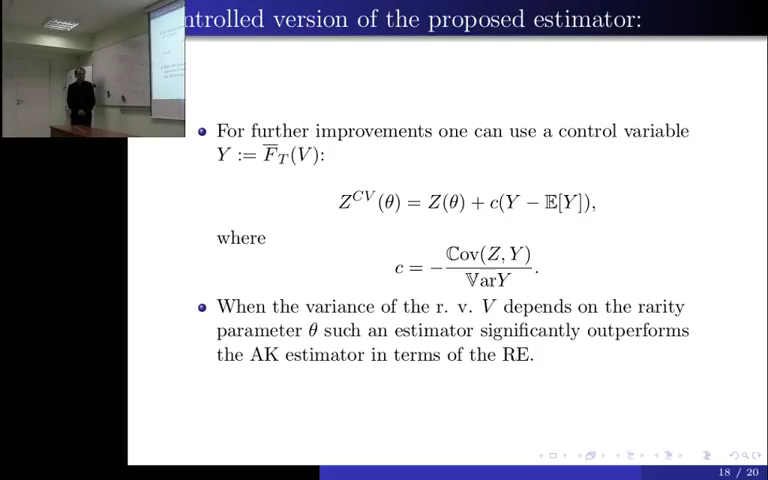 ntrolled version of the proposed estimator:
For further improvements one can use a control variable
Y := F̅_T(V):
Z^{CV}(θ) = Z(θ) + c(Y − 𝔼[Y]),
where
c = − ℂov(Z, Y) / 𝕍arY .
When the variance of the r. v. V depends on the rarity
parameter θ such an estimator significantly outperforms
the AK estimator in terms of the RE.
18 / 20